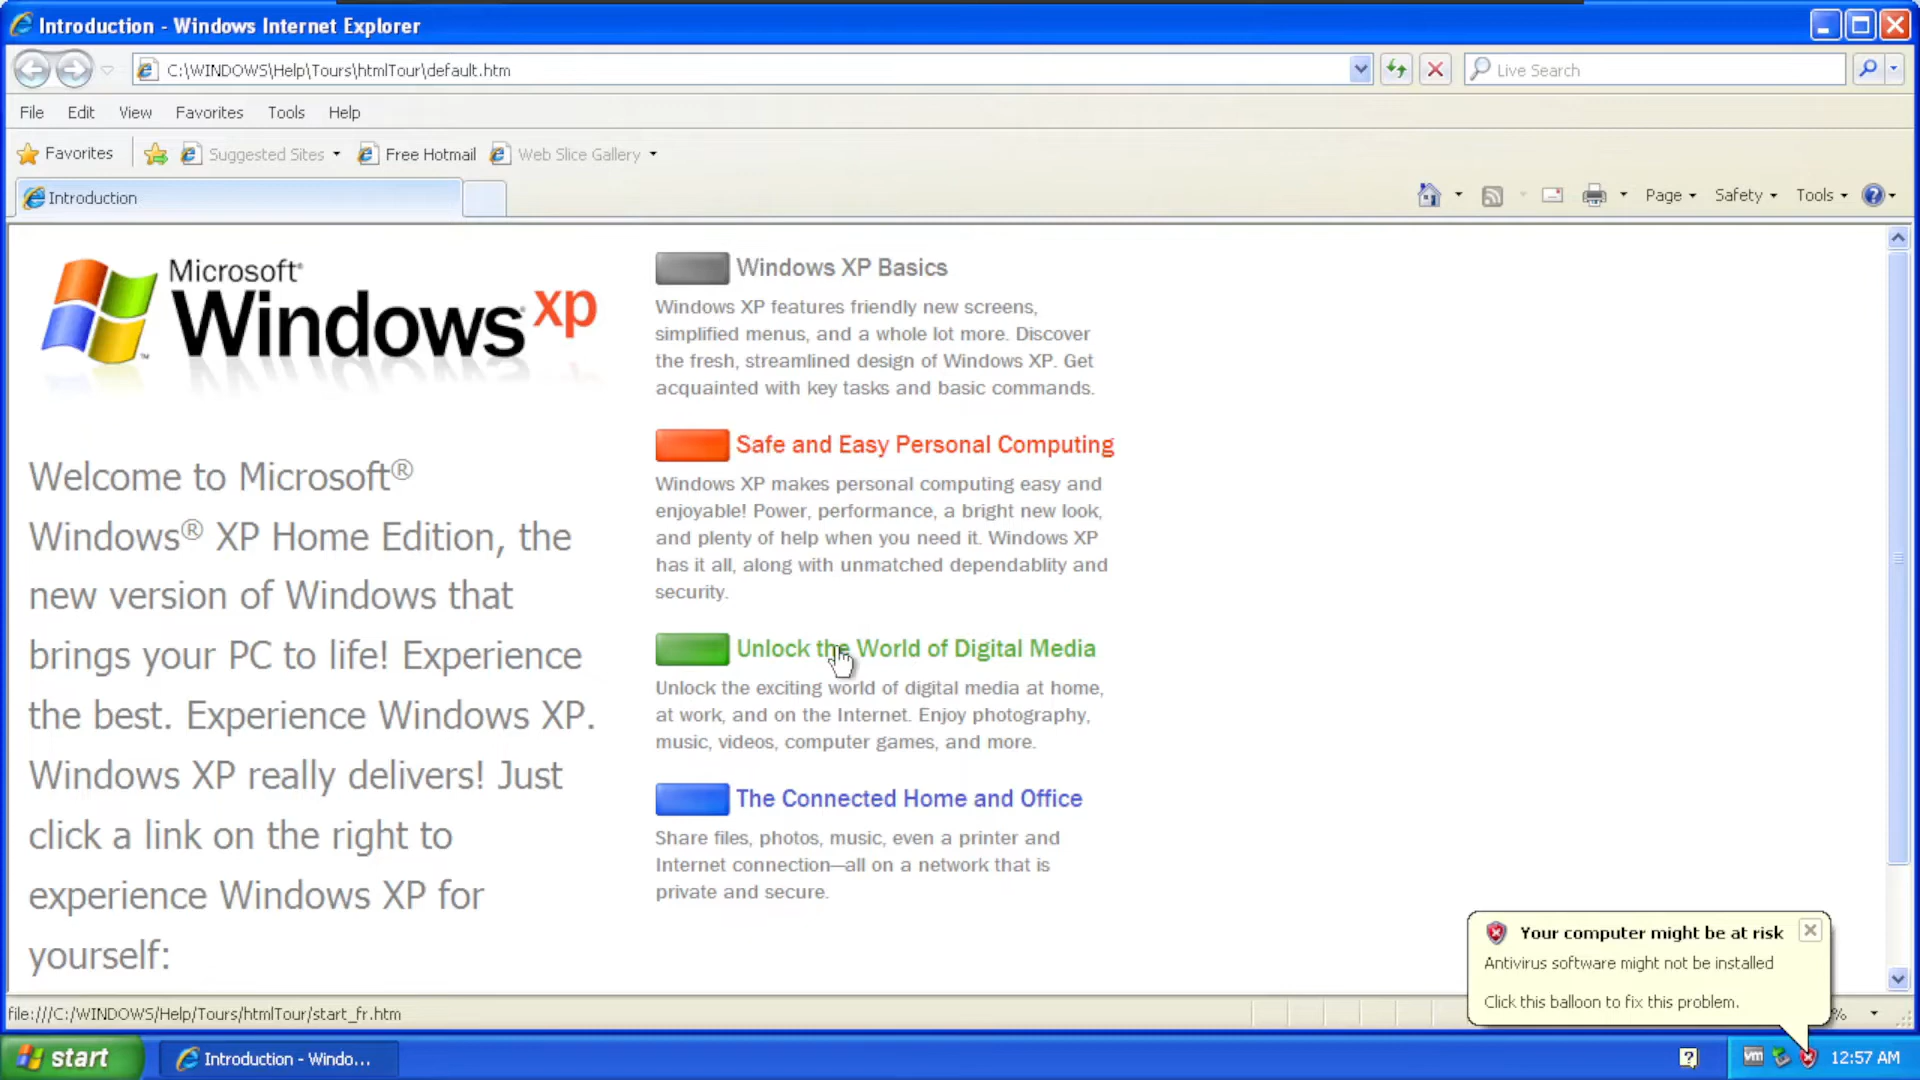 Introduction - Windows Internet Explorer
C:\WINDOWS\Help\Tours\htmlTour\default.htm
Live Search
File Edit View Favorites Tools Help
Favorites Suggested Sites Free Hotmail Web Slice Gallery
Introduction
Page Safety Tools
Microsoft®
Windows xp
™
Welcome to Microsoft®
Windows® XP Home Edition, the
new version of Windows that
brings your PC to life! Experience
the best. Experience Windows XP.
Windows XP really delivers! Just
click a link on the right to
experience Windows XP for
yourself:
Windows XP Basics
Windows XP features friendly new screens,
simplified menus, and a whole lot more. Discover
the fresh, streamlined design of Windows XP. Get
acquainted with key tasks and basic commands.
Safe and Easy Personal Computing
Windows XP makes personal computing easy and
enjoyable! Power, performance, a bright new look,
and plenty of help when you need it. Windows XP
has it all, along with unmatched dependablity and
security.
Unlock the World of Digital Media
Unlock the exciting world of digital media at home,
at work, and on the Internet. Enjoy photography,
music, videos, computer games, and more.
The Connected Home and Office
Share files, photos, music, even a printer and
Internet connection—all on a network that is
private and secure.
Your computer might be at risk
Antivirus software might not be installed
Click this balloon to fix this problem.
file:///C:/WINDOWS/Help/Tours/htmlTour/start_fr.htm
%
start Introduction - Windo... vm 12:57 AM